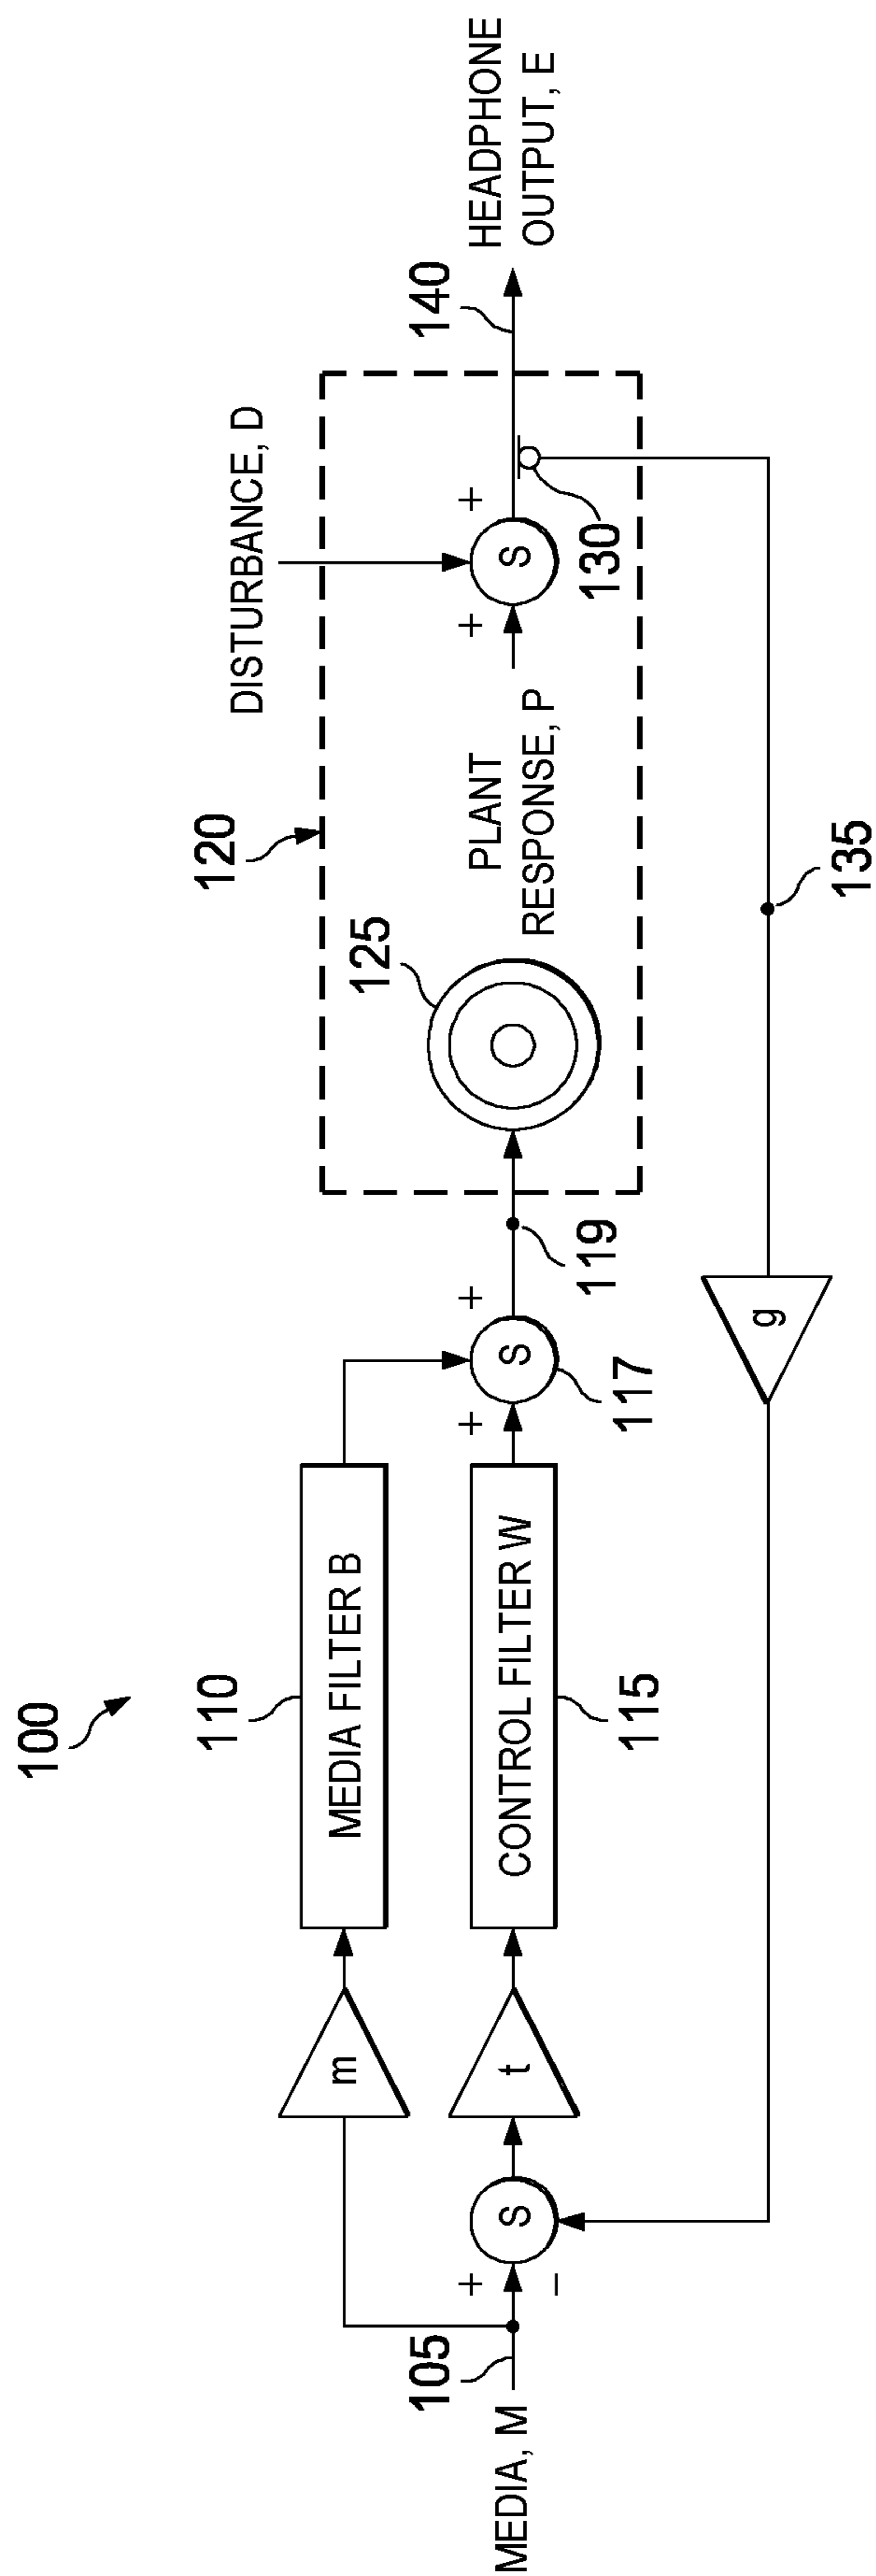 100
MEDIA, M
105
m
S
+
−
t
110
MEDIA FILTER B
CONTROL FILTER W
115
+
S
+
117
119
120
125
PLANT
RESPONSE, P
DISTURBANCE, D
+
S
+
130
140
HEADPHONE
OUTPUT, E
135
g